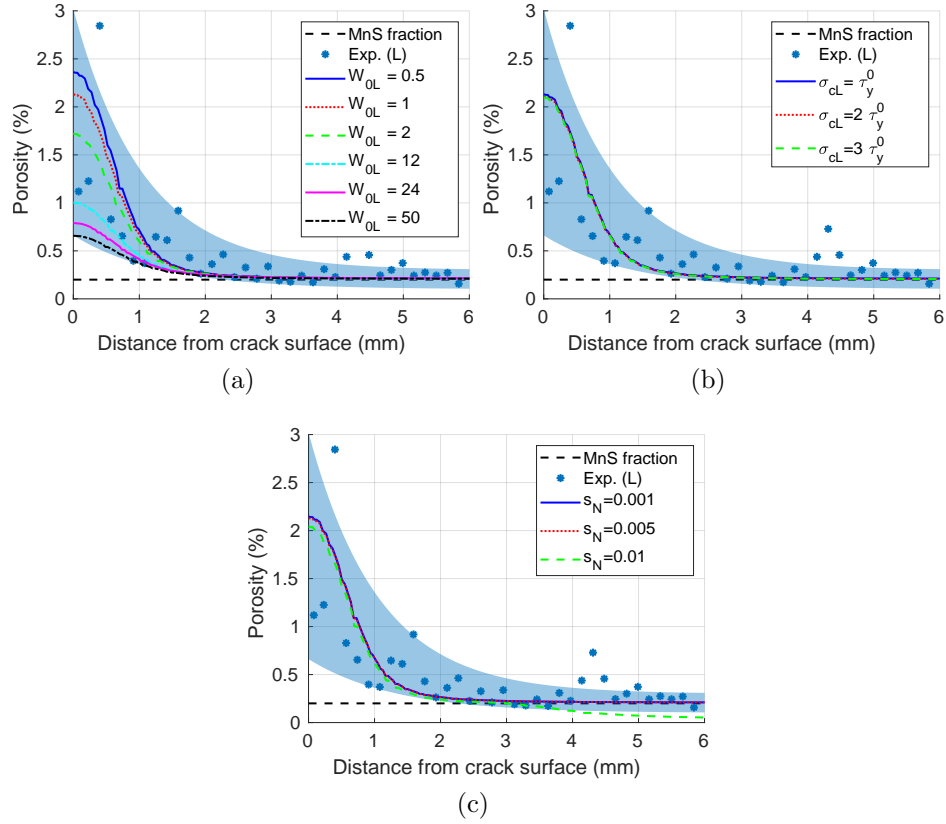 3
2.5
2
1.5
1
0.5
0
Porosity (%)
0 1 2 3 4 5 6
Distance from crack surface (mm)
MnS fraction
Exp. (L)
W0L = 0.5
W0L = 1
W0L = 2
W0L = 12
W0L = 24
W0L = 50
(a)
3
2.5
2
1.5
1
0.5
0
Porosity (%)
0 1 2 3 4 5 6
Distance from crack surface (mm)
MnS fraction
Exp. (L)
σcL= τy0
σcL=2 τy0
σcL=3 τy0
(b)
3
2.5
2
1.5
1
0.5
0
Porosity (%)
0 1 2 3 4 5 6
Distance from crack surface (mm)
MnS fraction
Exp. (L)
sN=0.001
sN=0.005
sN=0.01
(c)